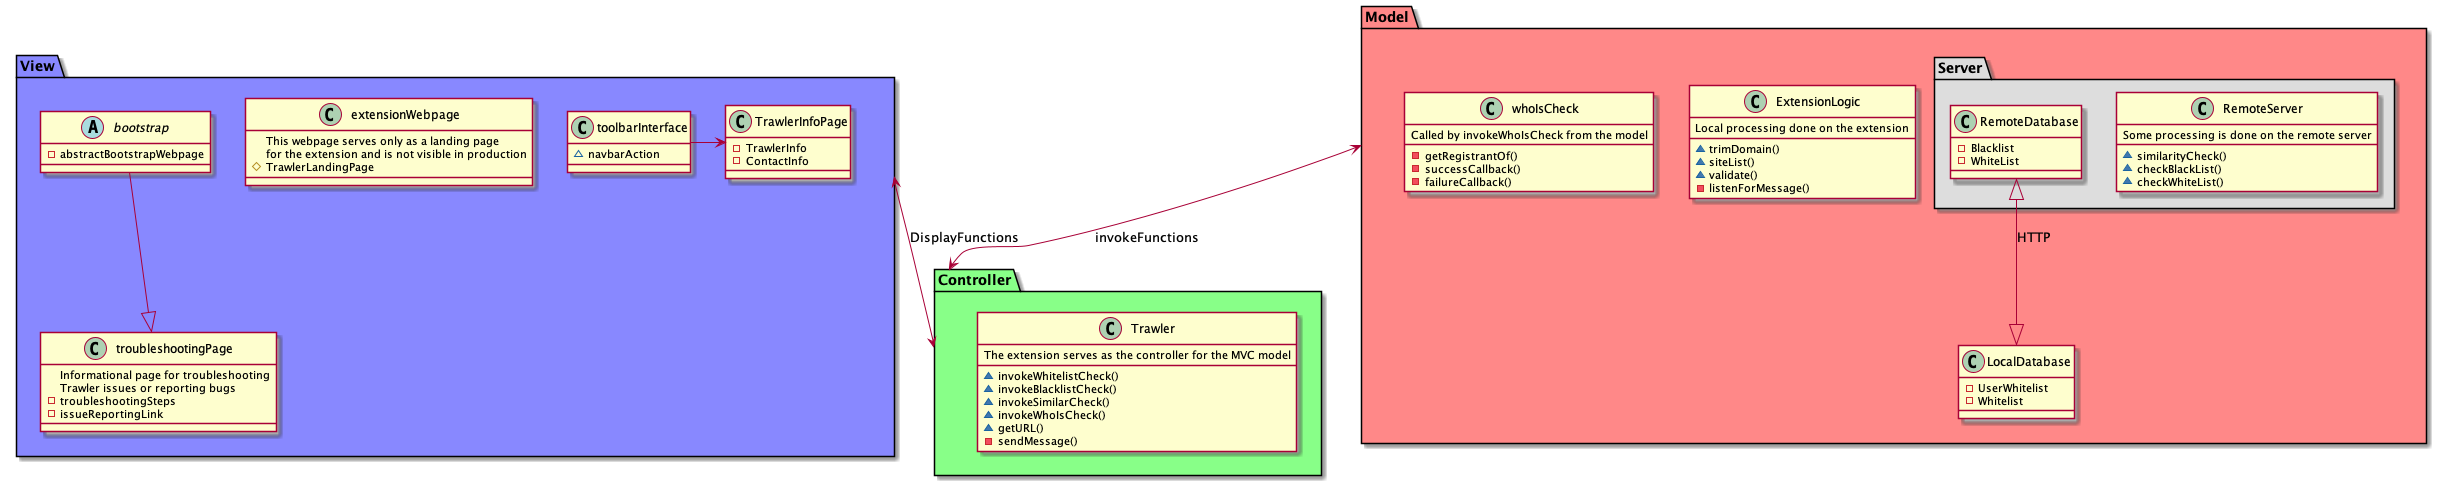 View
A bootstrap
abstractBootstrapWebpage
C extensionWebpage
This webpage serves only as a landing page
for the extension and is not visible in production
TrawlerLandingPage
C toolbarInterface
navbarAction
C TrawlerInfoPage
TrawlerInfo
ContactInfo
C troubleshootingPage
Informational page for troubleshooting
Trawler issues or reporting bugs
troubleshootingSteps
issueReportingLink
DisplayFunctions
invokeFunctions
Controller
C Trawler
The extension serves as the controller for the MVC model
invokeWhitelistCheck()
invokeBlacklistCheck()
invokeSimilarCheck()
invokeWhoIsCheck()
getURL()
sendMessage()
Model
C whoIsCheck
Called by invokeWhoIsCheck from the model
getRegistrantOf()
successCallback()
failureCallback()
C ExtensionLogic
Local processing done on the extension
trimDomain()
siteList()
validate()
listenForMessage()
Server
C RemoteDatabase
Blacklist
WhiteList
C RemoteServer
Some processing is done on the remote server
similarityCheck()
checkBlackList()
checkWhiteList()
HTTP
C LocalDatabase
UserWhitelist
Whitelist